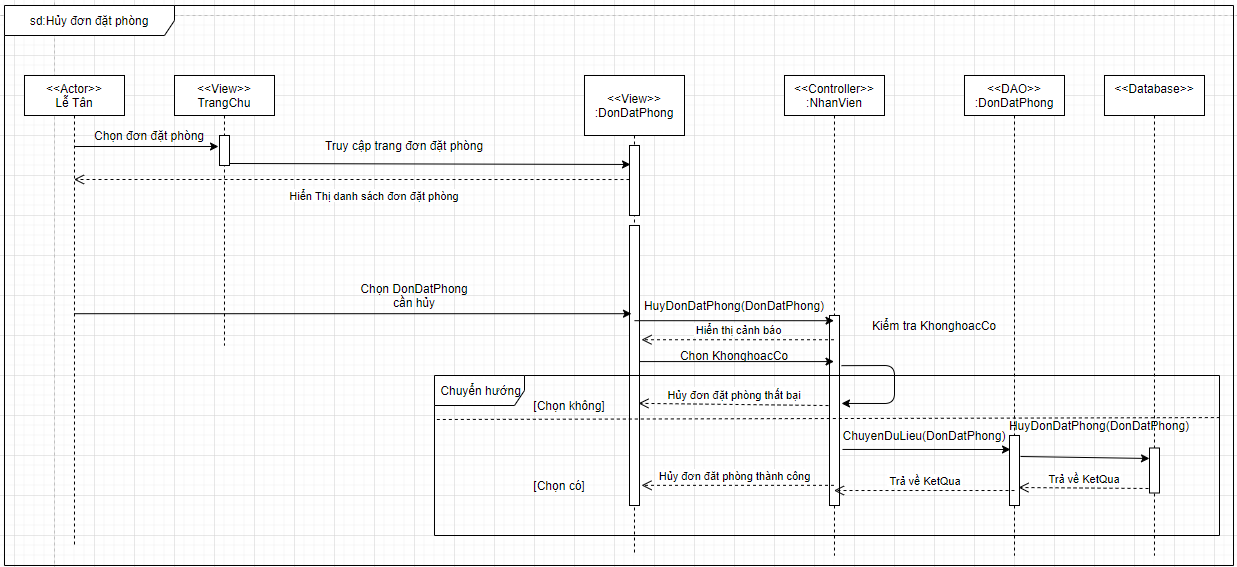 sd:Hủy đơn đặt phòng
<<Actor>>
Lễ Tân
<<View>>
TrangChu
<<View>>
:DonDatPhong
<<Controller>>
:NhanVien
<<DAO>>
:DonDatPhong
<<Database>>
Chọn đơn đặt phòng
Truy cập trang đơn đặt phòng
Hiển Thị danh sách đơn đặt phòng
Chọn DonDatPhong
cần hủy
HuyDonDatPhong(DonDatPhong)
Hiển thị cảnh báo
Kiểm tra KhonghoacCo
Chon KhonghoacCo
Chuyển hướng
Hủy đơn đặt phòng thất bại
[Chọn không]
HuyDonDatPhong(DonDatPhong)
ChuyenDuLieu(DonDatPhong)
Hủy đơn đăt phòng thành công
Trả về KetQua
Trả về KetQua
[Chọn có]